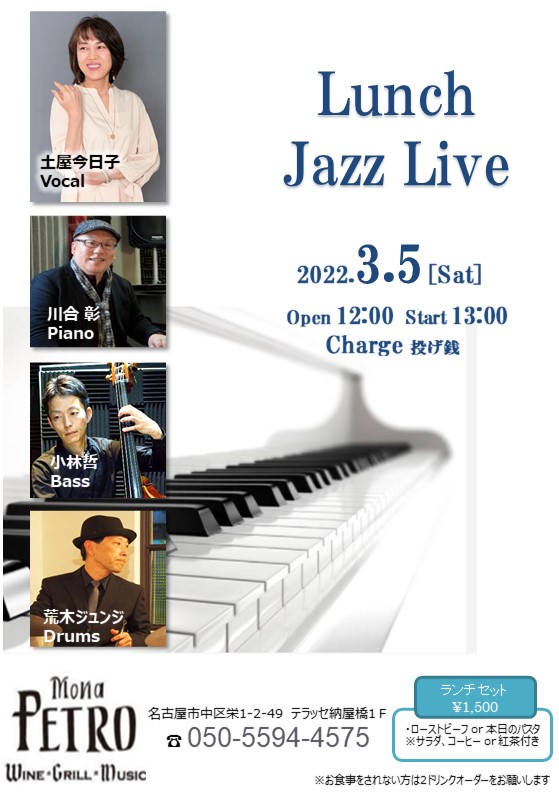 Lunch
Jazz Live
2022.3.5 [Sat]
Open 12:00 Start 13:00
Charge 投げ銭
土屋今日子
Vocal
川合 彰
Piano
小林哲
Bass
荒木ジュンジ
Drums
Mona
PETRO
WINE★GRILL★MUSIC
名古屋市中区栄1-2-49 テラッセ納屋橋1F
☎ 050-5594-4575
ランチセット
¥1,500
・ローストビーフ or 本日のパスタ
※サラダ、コーヒー or 紅茶付き
※お食事をされない方は2ドリンクオーダーをお願いします